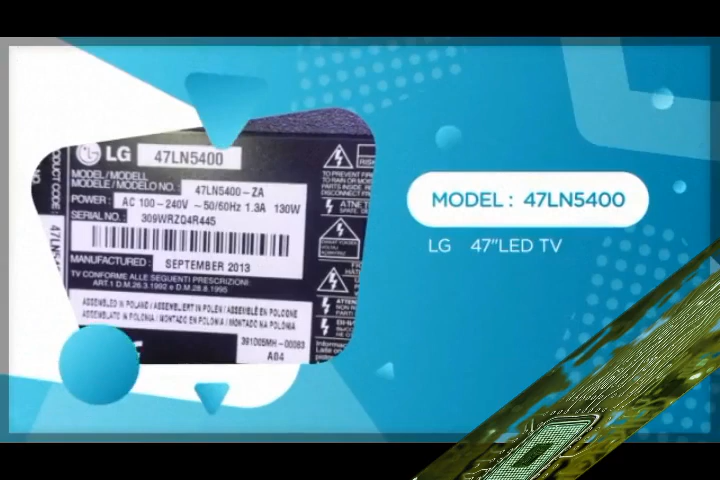 LG 47LN5400
MODEL / MODELL
MODELE / MODELO NO.: 47LN5400-ZA
POWER: AC 100-240V ~50/60Hz 1.3A 130W
SERIAL NO.: 309WRZQ4R445
MANUFACTURED: SEPTEMBER 2013
TV CONFORME ALLE SEGUENTI PRESCRIZIONI:
ART.1 D.M.26.3.1992 e D.M.28.8.1995
ASSEMBLED IN POLAND / ASSEMBLIERT IN POLEN / ASSEMBLÉ EN POLOGNE
ASSEMBLATO IN POLONIA / MONTADO EN POLONIA / MONTADO NA POLONIA
391005MH-00083
A04
MODEL : 47LN5400
LG 47"LED TV